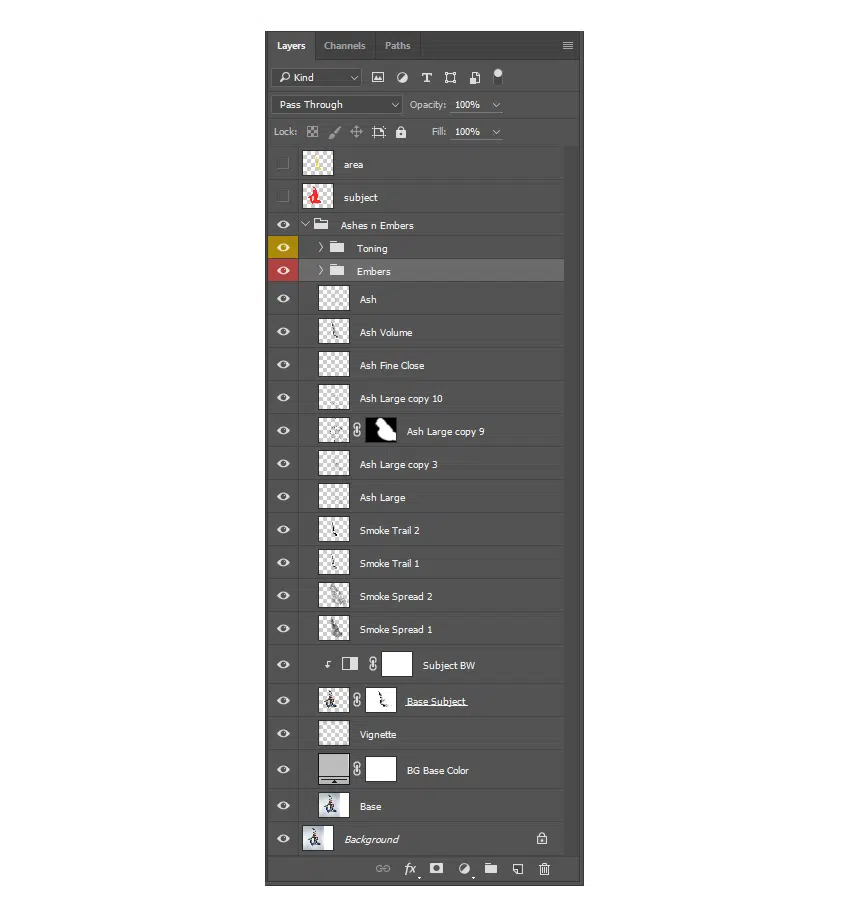 Layers Channels Paths
Kind
Pass Through Opacity: 100%
Lock: Fill: 100%
area
subject
Ashes n Embers
Toning
Embers
Ash
Ash Volume
Ash Fine Close
Ash Large copy 10
Ash Large copy 9
Ash Large copy 3
Ash Large
Smoke Trail 2
Smoke Trail 1
Smoke Spread 2
Smoke Spread 1
Subject BW
Base Subject
Vignette
BG Base Color
Base
Background
fx